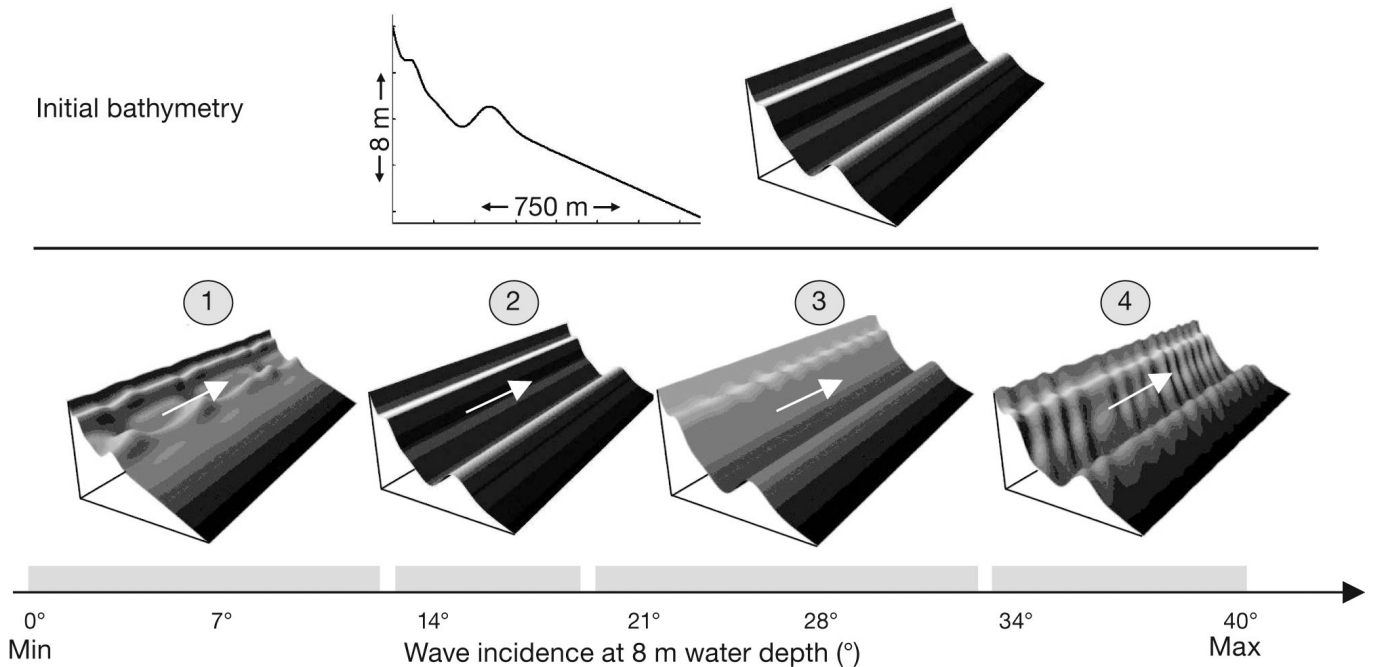 Initial bathymetry
8 m
750 m
1
2
3
4
0°
7°
14°
21°
28°
34°
40°
Min
Wave incidence at 8 m water depth (°)
Max